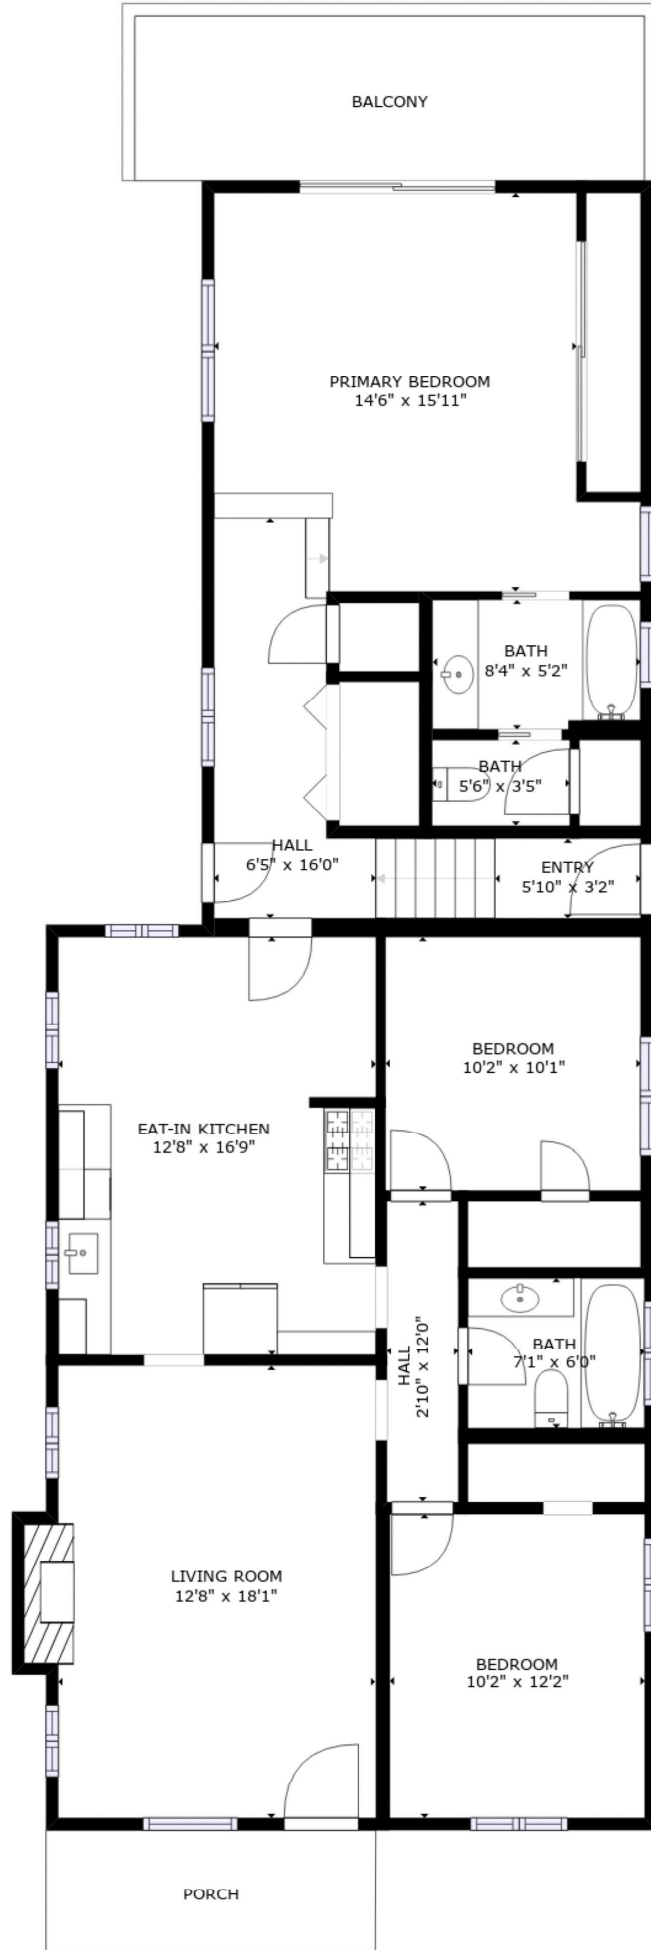 BALCONY
PRIMARY BEDROOM
14'6" x 15'11"
BATH
8'4" x 5'2"
BATH
5'6" x 3'5"
HALL
6'5" x 16'0"
ENTRY
5'10" x 3'2"
BEDROOM
10'2" x 10'1"
EAT-IN KITCHEN
12'8" x 16'9"
BATH
7'1" x 6'0"
HALL
2'10" x 12'0"
LIVING ROOM
12'8" x 18'1"
BEDROOM
10'2" x 12'2"
PORCH